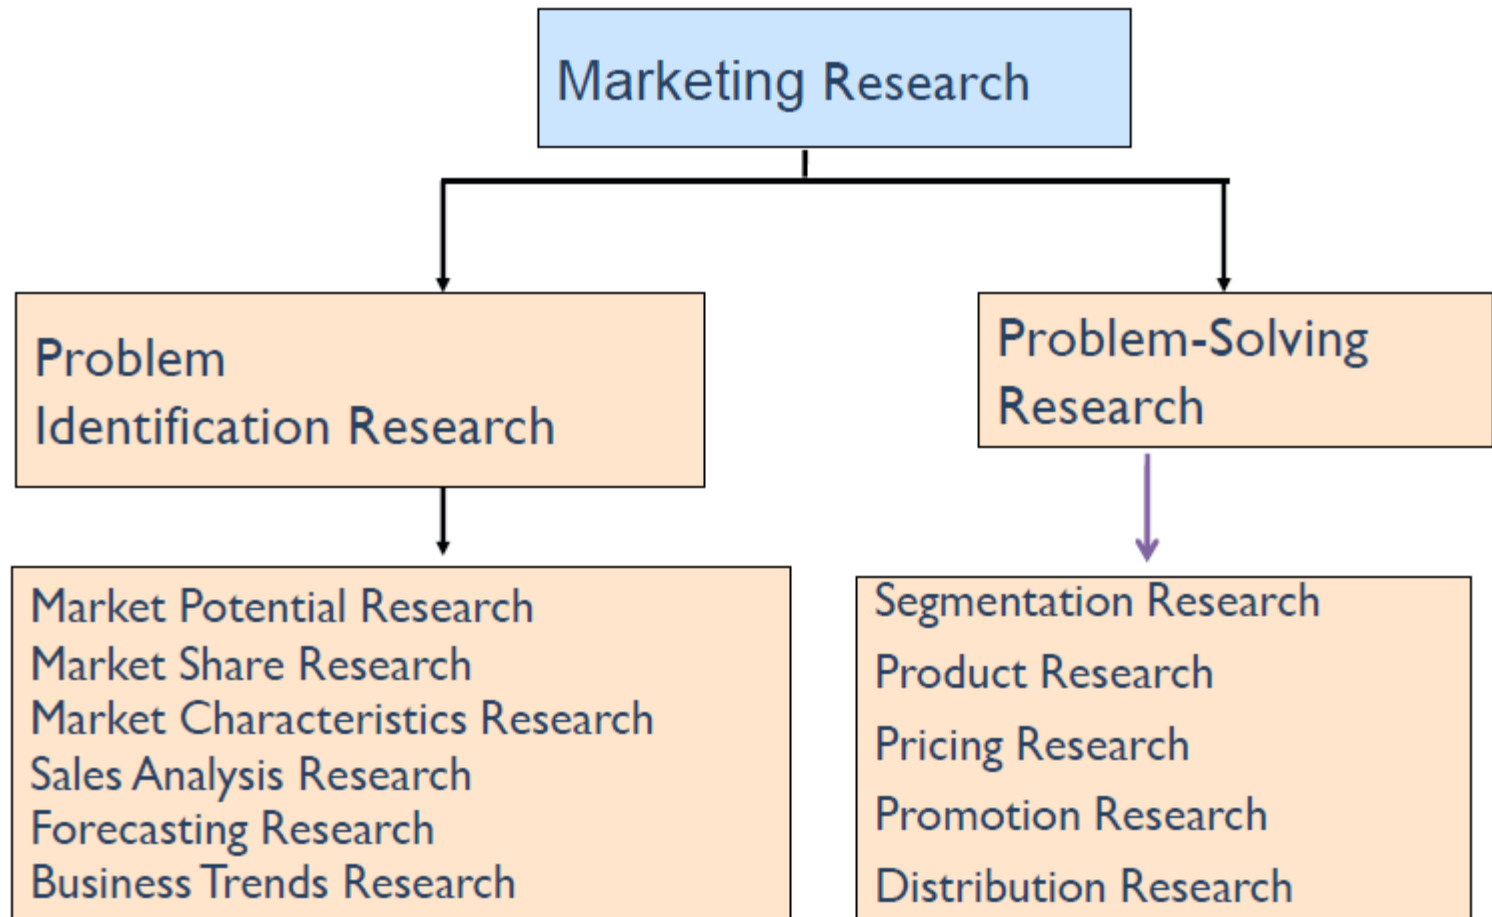 Marketing Research
Problem
Identification Research
Problem-Solving
Research
Market Potential Research
Market Share Research
Market Characteristics Research
Sales Analysis Research
Forecasting Research
Business Trends Research
Segmentation Research
Product Research
Pricing Research
Promotion Research
Distribution Research